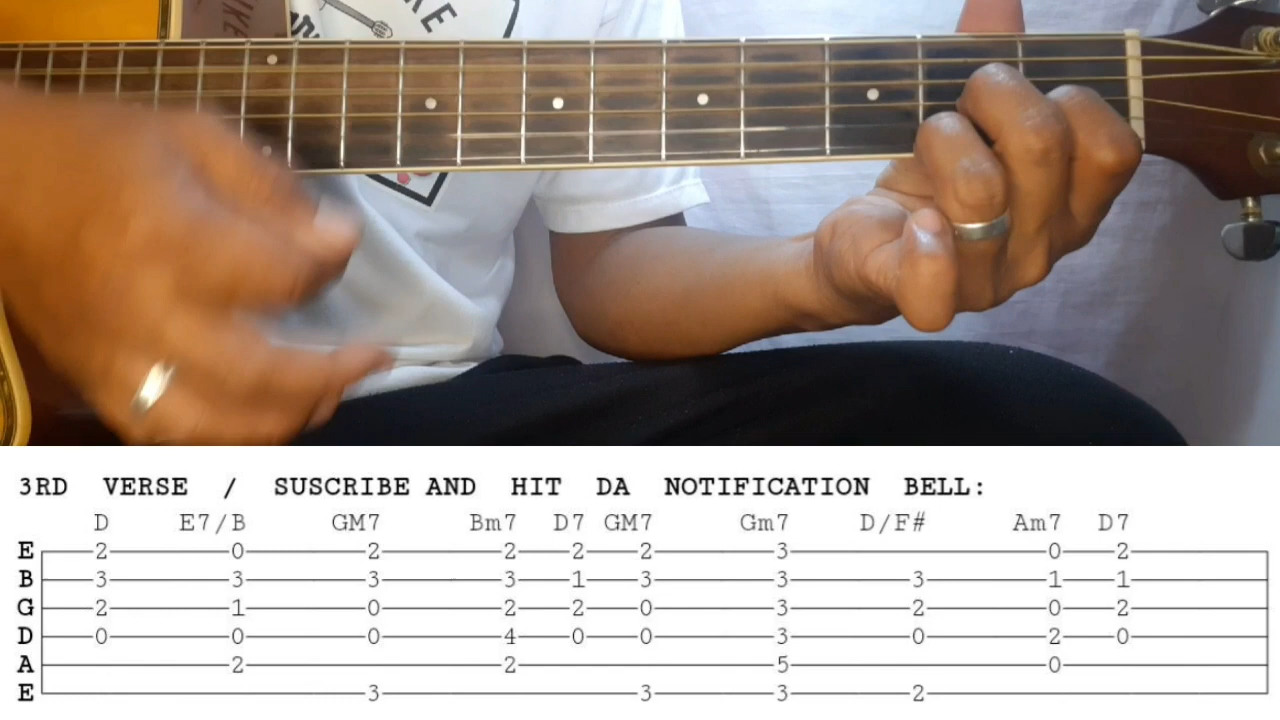 IKE
KE
3RD VERSE / SUSCRIBE AND HIT DA NOTIFICATION BELL:
D E7/B GM7 Bm7 D7 GM7 Gm7 D/F# Am7 D7
E 2 0 2 2 2 2 3 0 2
B 3 3 3 3 1 3 3 3 1 1
G 2 1 0 2 2 0 3 2 0 2
D 0 0 0 4 0 0 3 0 2 0
A 2 2 5 0
E 3 3 3 2